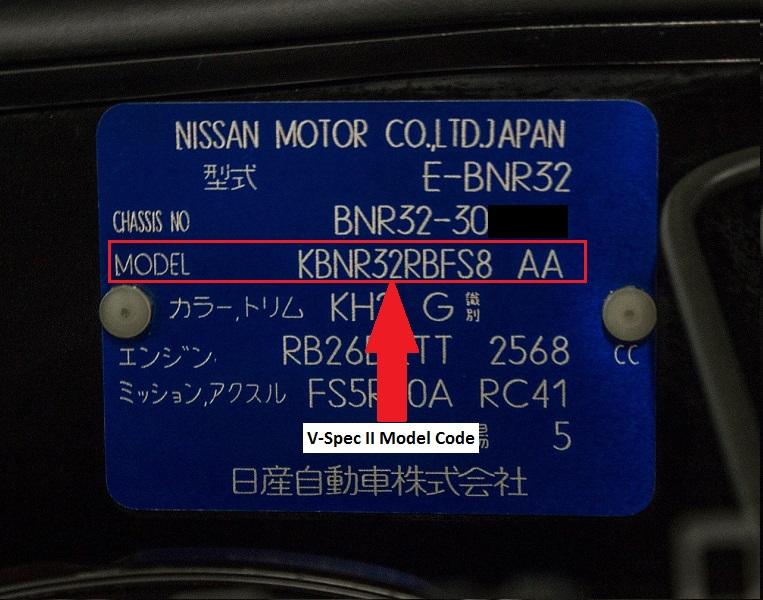 NISSAN MOTOR CO.,LTD.JAPAN
型式 E-BNR32
CHASSIS NO BNR32-30
MODEL KBNR32RBFS8 AA
カラー,トリム KH G 識別
エンジン. TT 2568 CC
ミッション,アクスル RC41
V-Spec II Model Code 5
日産自動車株式会社